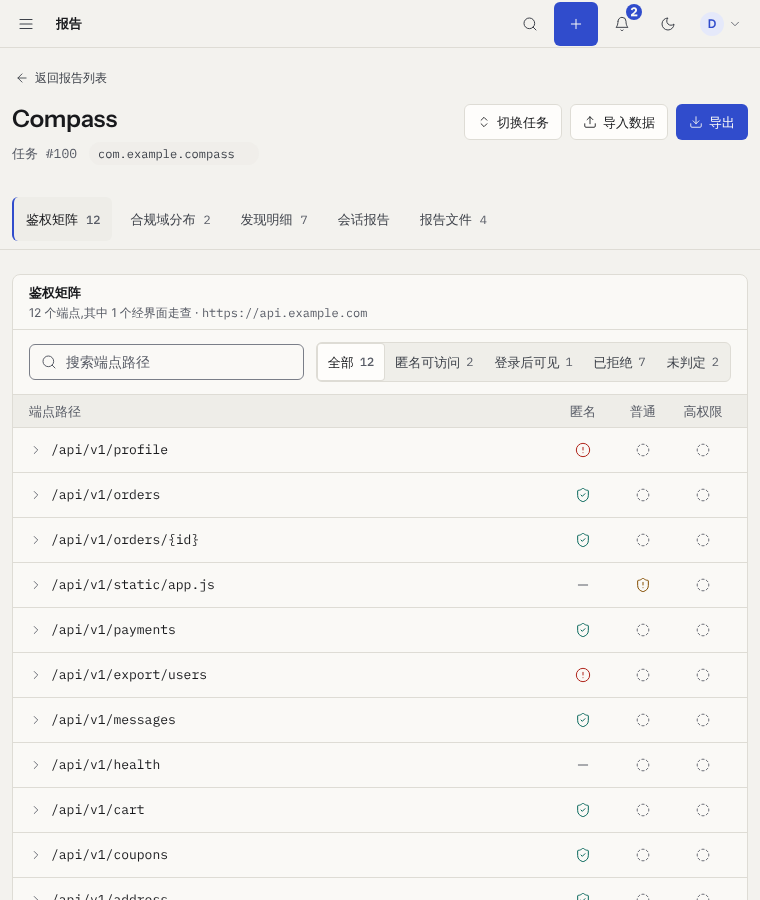 报告
2
D
返回报告列表
Compass
切换任务
导入数据
导出
任务 #100 com.example.compass
鉴权矩阵 12 合规域分布 2 发现明细 7 会话报告 报告文件 4
鉴权矩阵
12 个端点,其中 1 个经界面走查 · https://api.example.com
搜索端点路径
全部 12 匿名可访问 2 登录后可见 1 已拒绝 7 未判定 2
端点路径 匿名 普通 高权限
/api/v1/profile
/api/v1/orders
/api/v1/orders/{id}
/api/v1/static/app.js
/api/v1/payments
/api/v1/export/users
/api/v1/messages
/api/v1/health
/api/v1/cart
/api/v1/coupons
/api/v1/address